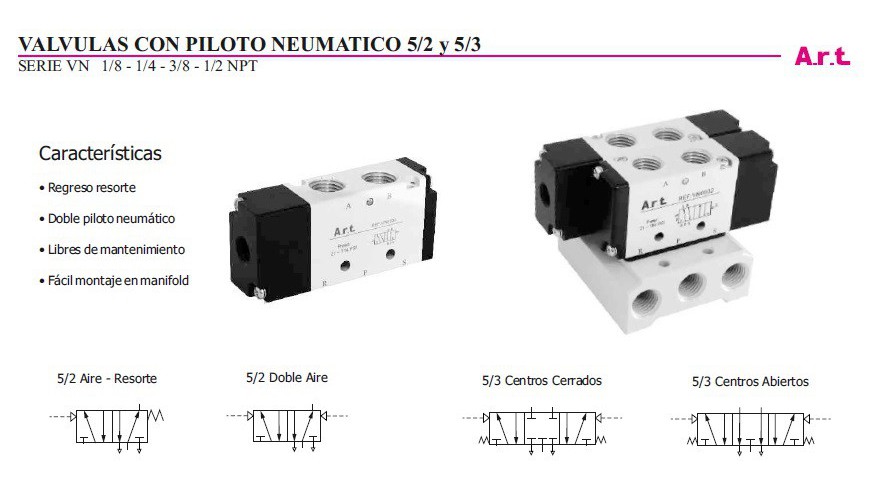 VALVULAS CON PILOTO NEUMATICO 5/2 y 5/3
SERIE VN 1/8 - 1/4 - 3/8 - 1/2 NPT
A.r.t.
Características
• Regreso resorte
• Doble piloto neumático
• Libres de mantenimiento
• Fácil montaje en manifold
A B
A.r.t.
R P S
A B
A.r.t.
5/2 Aire - Resorte
5/2 Doble Aire
5/3 Centros Cerrados
5/3 Centros Abiertos